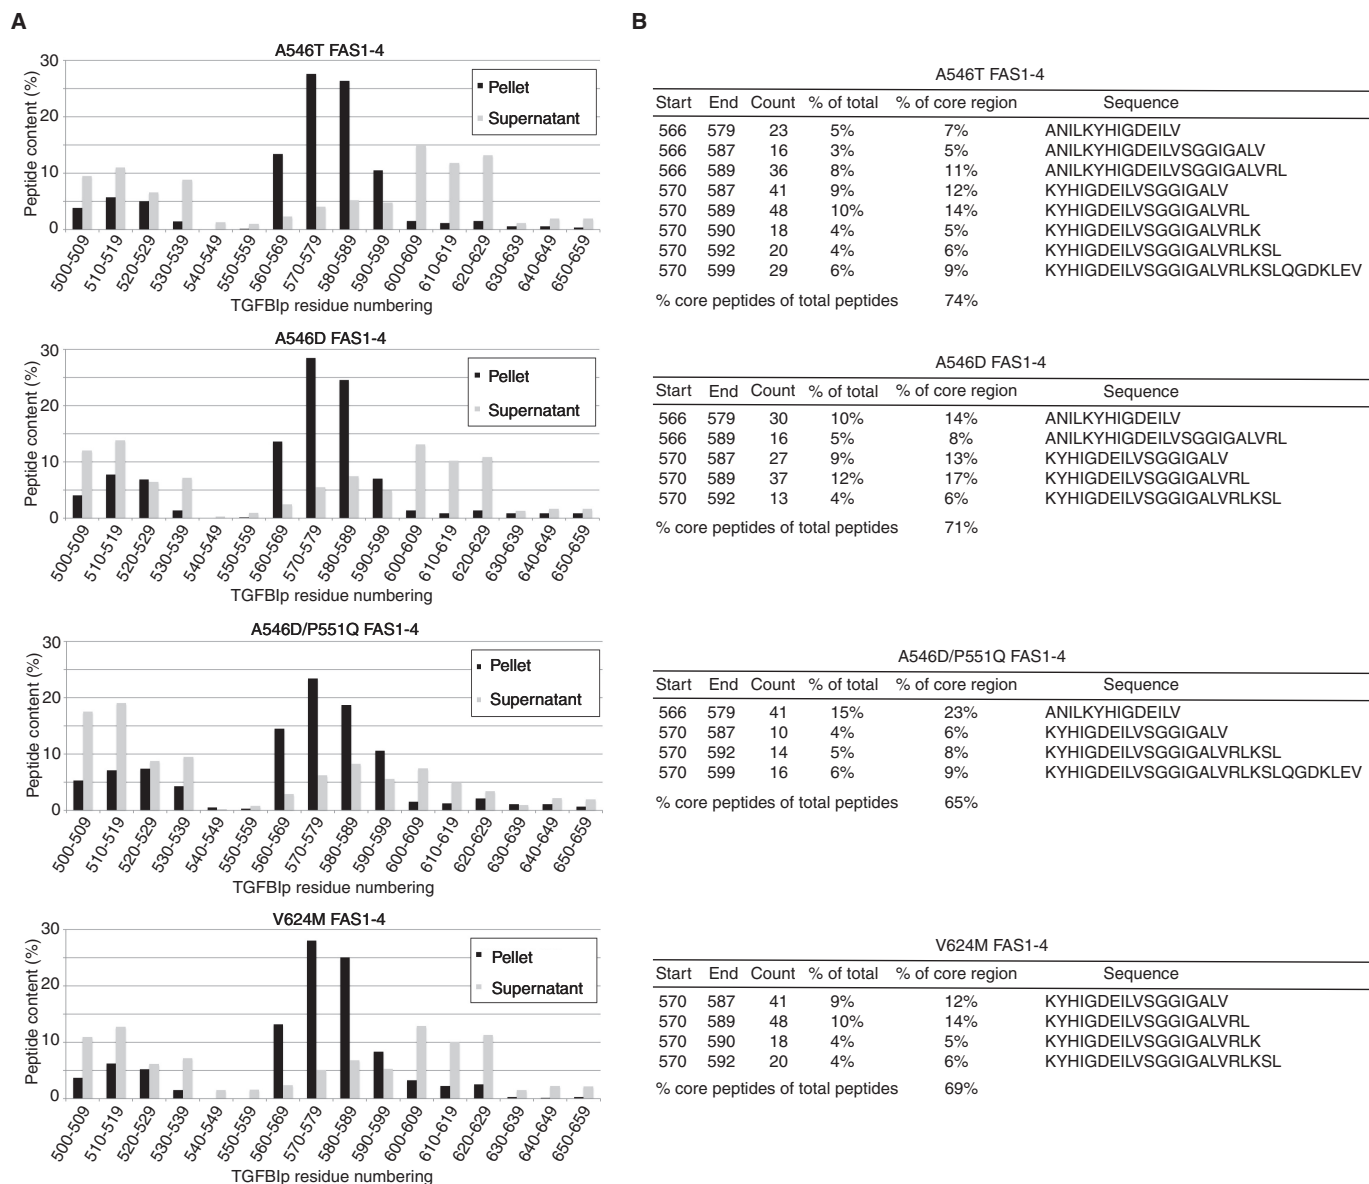 A
A546T FAS1-4
Peptide content (%)
30
20
10
0
Pellet
Supernatant
500-509
510-519
520-529
530-539
540-549
550-559
560-569
570-579
580-589
590-599
600-609
610-619
620-629
630-639
640-649
650-659
TGFBIp residue numbering
A546D FAS1-4
Peptide content (%)
30
20
10
0
Pellet
Supernatant
500-509
510-519
520-529
530-539
540-549
550-559
560-569
570-579
580-589
590-599
600-609
610-619
620-629
630-639
640-649
650-659
TGFBIp residue numbering
A546D/P551Q FAS1-4
Peptide content (%)
30
20
10
0
Pellet
Supernatant
500-509
510-519
520-529
530-539
540-549
550-559
560-569
570-579
580-589
590-599
600-609
610-619
620-629
630-639
640-649
650-659
TGFBIp residue numbering
V624M FAS1-4
Peptide content (%)
30
20
10
0
Pellet
Supernatant
500-509
510-519
520-529
530-539
540-549
550-559
560-569
570-579
580-589
590-599
600-609
610-619
620-629
630-639
640-649
650-659
TGFBIp residue numbering
B
A546T FAS1-4
Start End Count % of total % of core region Sequence
566 579 23 5% 7% ANILKYHIGDEILV
566 587 16 3% 5% ANILKYHIGDEILVSGGIGALV
566 589 36 8% 11% ANILKYHIGDEILVSGGIGALVRL
570 587 41 9% 12% KYHIGDEILVSGGIGALV
570 589 48 10% 14% KYHIGDEILVSGGIGALVRL
570 590 18 4% 5% KYHIGDEILVSGGIGALVRLK
570 592 20 4% 6% KYHIGDEILVSGGIGALVRLKSL
570 599 29 6% 9% KYHIGDEILVSGGIGALVRLKSLQGDKLEV
% core peptides of total peptides 74%
A546D FAS1-4
Start End Count % of total % of core region Sequence
566 579 30 10% 14% ANILKYHIGDEILV
566 589 16 5% 8% ANILKYHIGDEILVSGGIGALVRL
570 587 27 9% 13% KYHIGDEILVSGGIGALV
570 589 37 12% 17% KYHIGDEILVSGGIGALVRL
570 592 13 4% 6% KYHIGDEILVSGGIGALVRLKSL
% core peptides of total peptides 71%
A546D/P551Q FAS1-4
Start End Count % of total % of core region Sequence
566 579 41 15% 23% ANILKYHIGDEILV
570 587 10 4% 6% KYHIGDEILVSGGIGALV
570 592 14 5% 8% KYHIGDEILVSGGIGALVRLKSL
570 599 16 6% 9% KYHIGDEILVSGGIGALVRLKSLQGDKLEV
% core peptides of total peptides 65%
V624M FAS1-4
Start End Count % of total % of core region Sequence
570 587 41 9% 12% KYHIGDEILVSGGIGALV
570 589 48 10% 14% KYHIGDEILVSGGIGALVRL
570 590 18 4% 5% KYHIGDEILVSGGIGALVRLK
570 592 20 4% 6% KYHIGDEILVSGGIGALVRLKSL
% core peptides of total peptides 69%